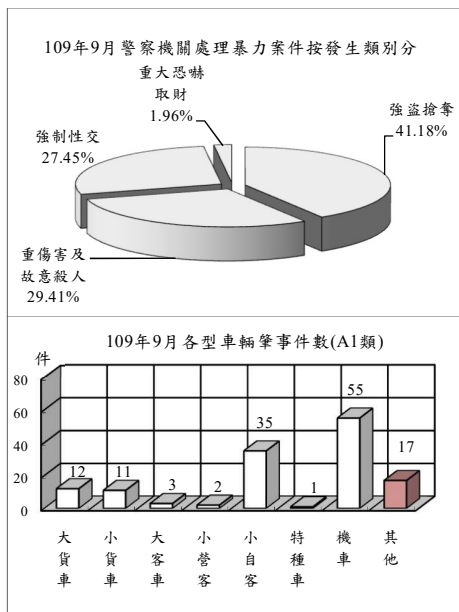 109年9月警察機關處理暴力案件按發生類別分
重大恐嚇
取財
1.96%
強盜搶奪
41.18%
強制性交
27.45%
重傷害及
故意殺人
29.41%
109年9月各型車輛肇事件數(A1類)
件
80
60
40
20
0
12
11
3
2
35
1
55
17
大貨車
小貨車
大客車
小營客
小自客
特種車
機車
其他